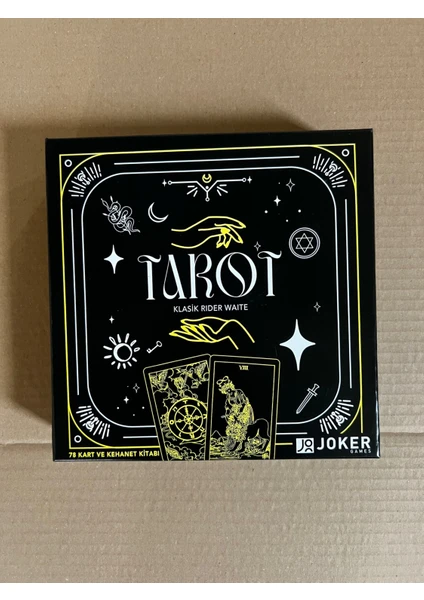 TAROT
KLASİK RIDER WAITE
VIII
78 KART VE KEHANET KİTABI
JOKER
GAMES